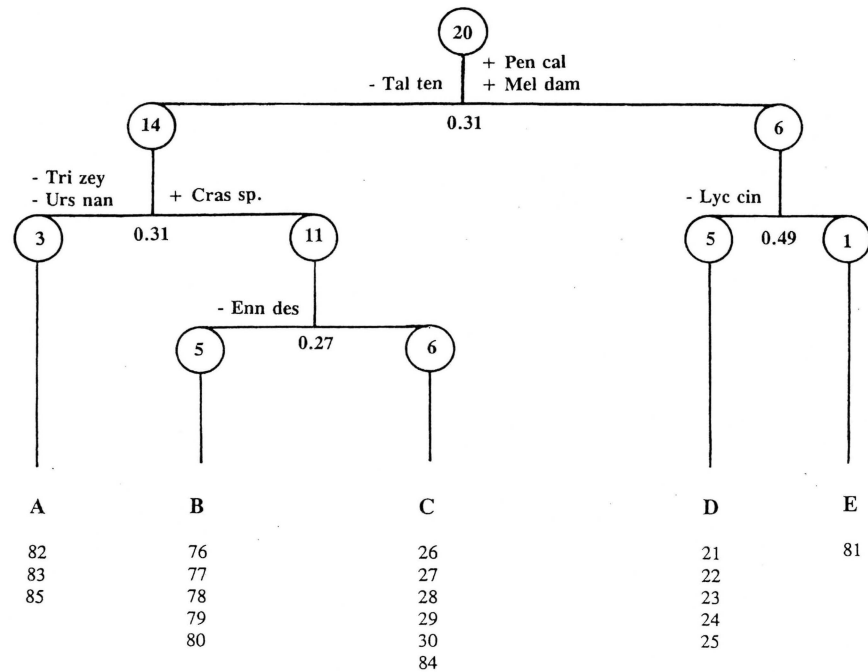 20
+ Pen cal
- Tal ten
+ Mel dam
14
0.31
6
- Tri zey
- Urs nan
+ Cras sp.
- Lyc cin
3
0.31
11
5
0.49
1
- Enn des
5
0.27
6
A B C D E
82 76 26 21 81
83 77 27 22
85 78 28 23
79 29 24
80 30 25
84